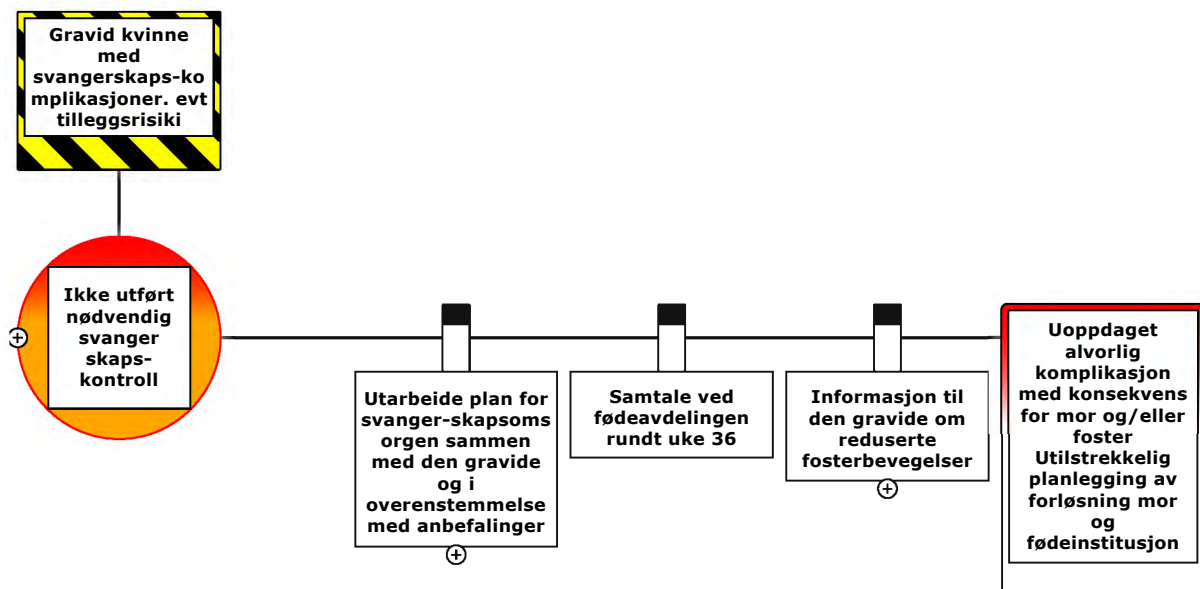 Gravid kvinne
med
svangerskaps-ko
mplikasjoner. evt
tilleggsrisiki
Ikke utført
nødvendig
svanger
skaps-
kontroll
Utarbeide plan for
svanger-skapsoms
orgen sammen
med den gravide
og i
overenstemmelse
med anbefalinger
Samtale ved
fødeavdelingen
rundt uke 36
Informasjon til
den gravide om
reduserte
fosterbevegelser
Uoppdaget
alvorlig
komplikasjon
med konsekvens
for mor og/eller
foster
Utilstrekkelig
planlegging av
forløsning mor
og
fødeinstitusjon